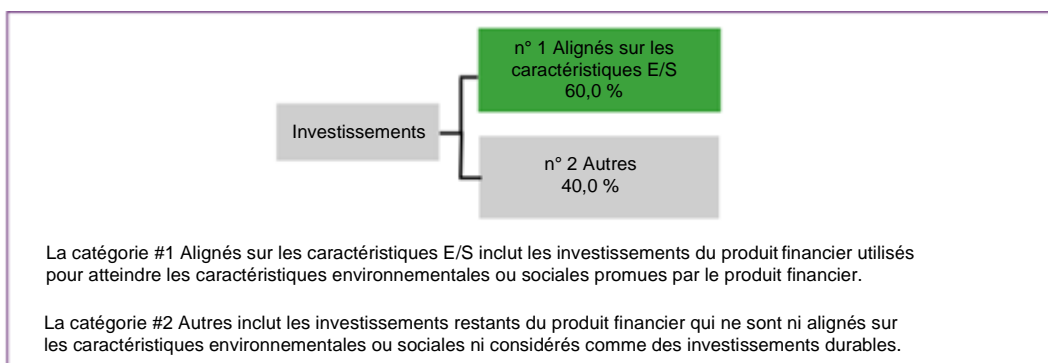 n° 1 Alignés sur les
caractéristiques E/S
60,0 %
Investissements
n° 2 Autres
40,0 %
La catégorie #1 Alignés sur les caractéristiques E/S inclut les investissements du produit financier utilisés
pour atteindre les caractéristiques environnementales ou sociales promues par le produit financier.
La catégorie #2 Autres inclut les investissements restants du produit financier qui ne sont ni alignés sur
les caractéristiques environnementales ou sociales ni considérés comme des investissements durables.